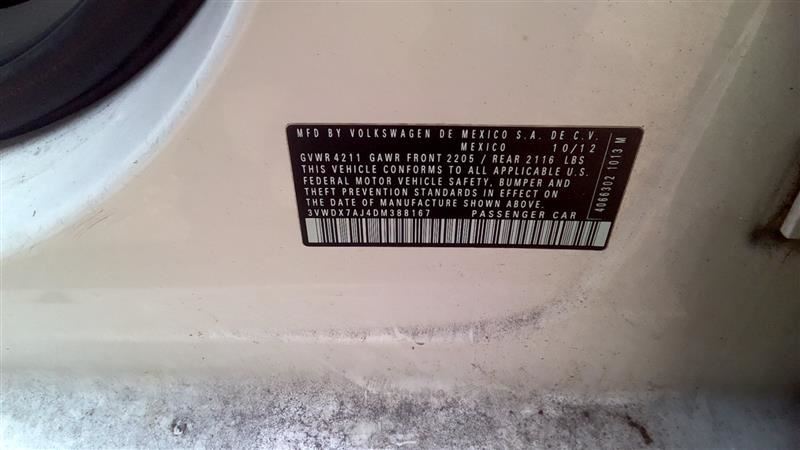 MFD BY VOLKSWAGEN DE MEXICO S.A. DE C.V.
MEXICO 10/12
GVWR 4211 GAWR FRONT 2205 / REAR 2116 LBS
THIS VEHICLE CONFORMS TO ALL APPLICABLE U.S.
FEDERAL MOTOR VEHICLE SAFETY, BUMPER AND
THEFT PREVENTION STANDARDS IN EFFECT ON
THE DATE OF MANUFACTURE SHOWN ABOVE.
3VWDX7AJ4DM388167 PASSENGER CAR
4066302 1013 M